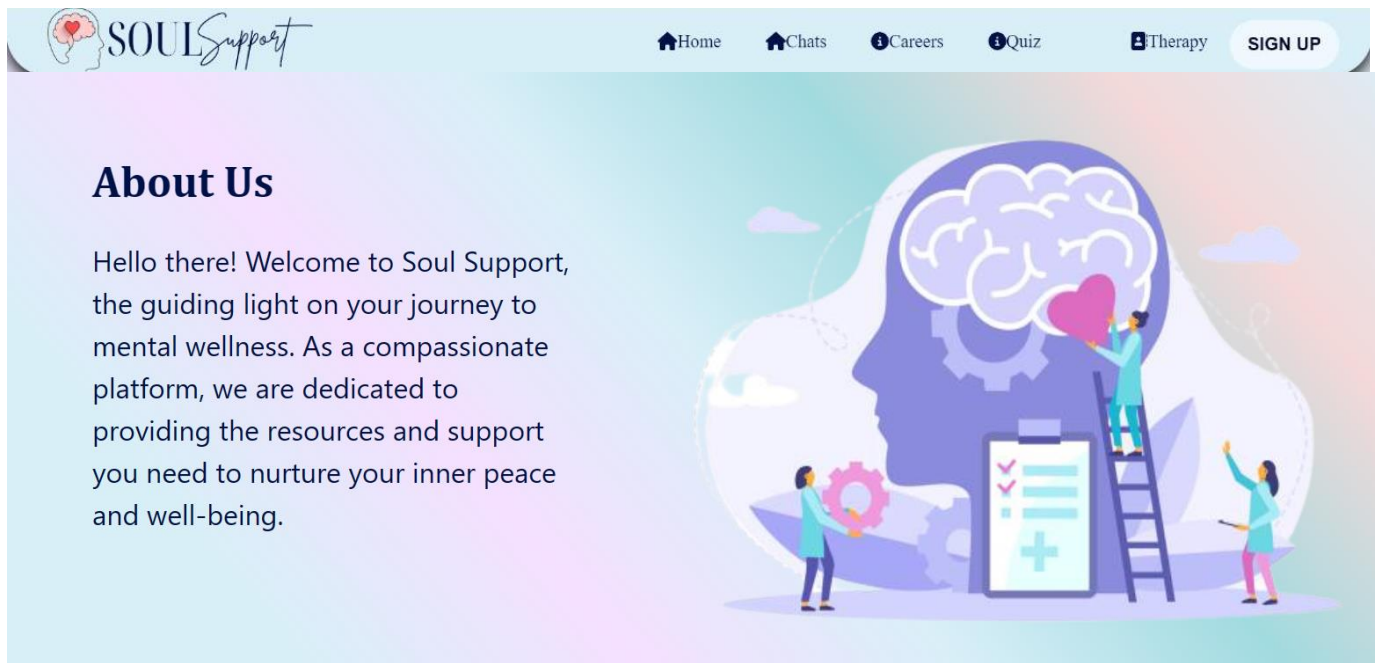 SOUL Support
Home Chats Careers Quiz Therapy SIGN UP
About Us
Hello there! Welcome to Soul Support,
the guiding light on your journey to
mental wellness. As a compassionate
platform, we are dedicated to
providing the resources and support
you need to nurture your inner peace
and well-being.